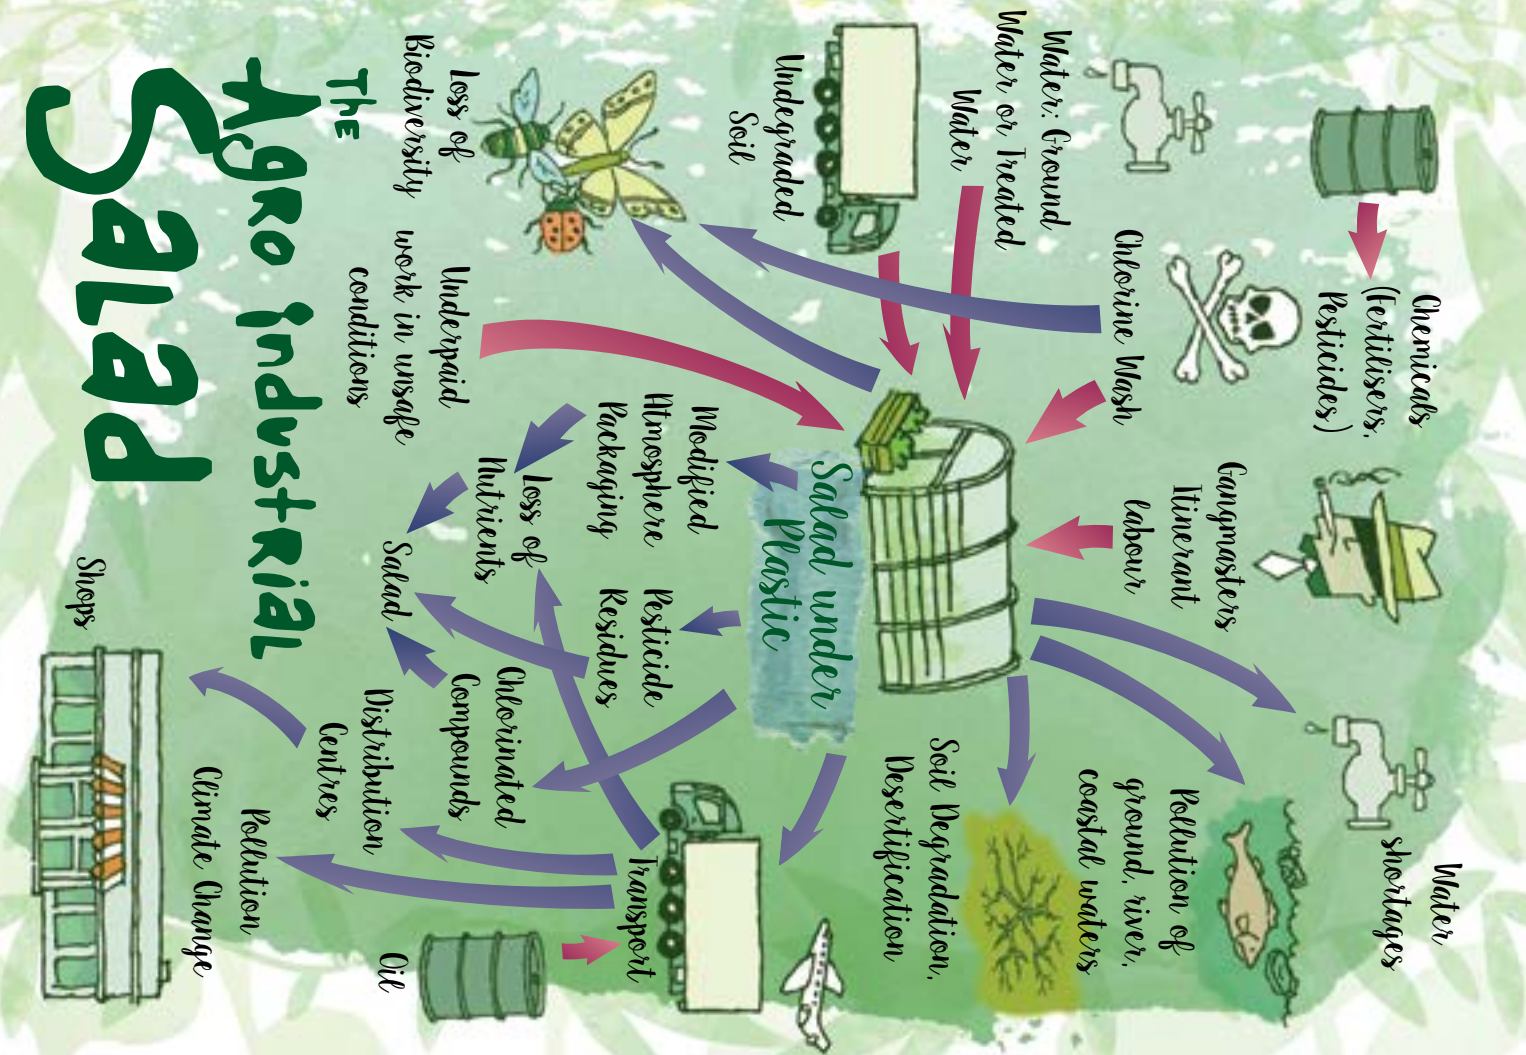 The
Agro Industrial
Salad
Chemicals
(Fertilisers,
Pesticides)
Water: Ground
Water or Treated
Water
Undegraded
Soil
Loss of
Biodiversity
Chlorine Wash
Underpaid
work in unsafe
conditions
Gangmasters
Itinerant
labour
Salad under
Plastic
Modified
Atmosphere
Packaging
Loss of
Nutrients
Salad
Pesticide
Residues
Chlorinated
Compounds
Water
shortages
Pollution of
ground, river,
coastal waters
Soil Degradation,
Desertification
Transport
Oil
Distribution
Centres
Pollution
Climate Change
Shops